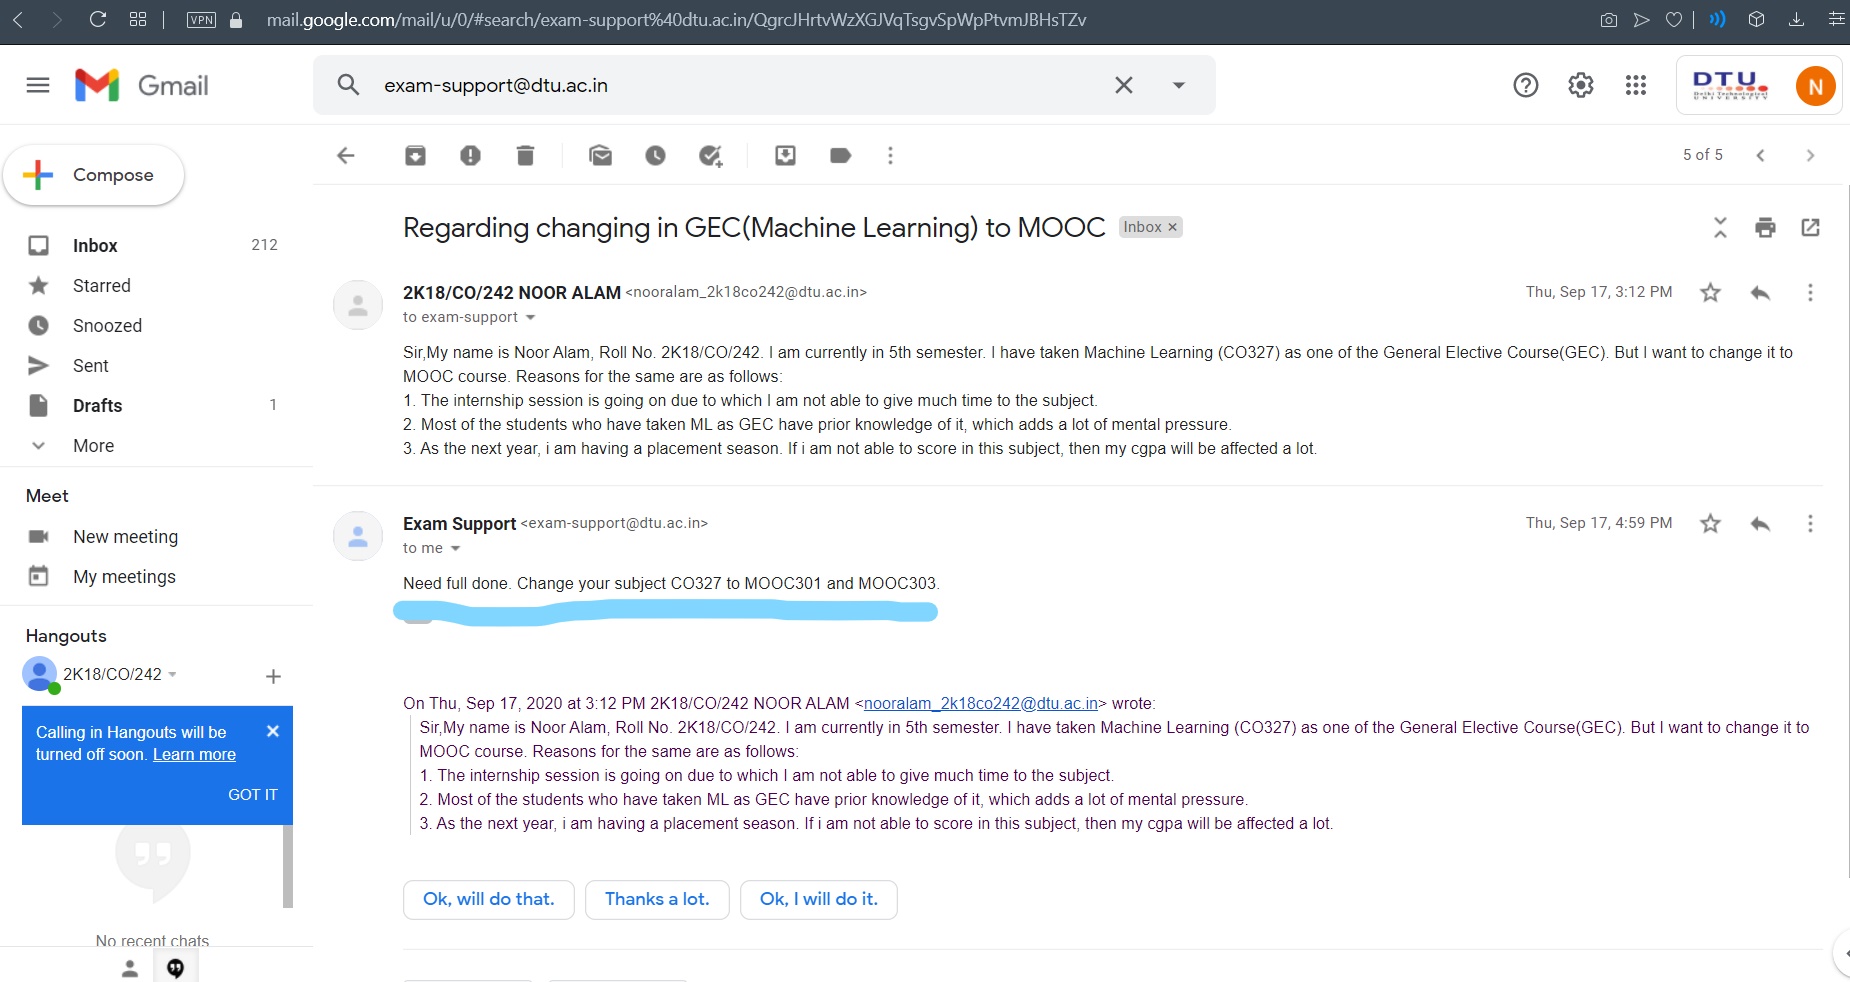 VPN
mail.google.com/mail/u/0/#search/exam-support%40dtu.ac.in/QgrcJHrtvWzXGJVqTsgvSpWpPtvmJBHsTZv
Gmail
exam-support@dtu.ac.in
DTU
Delhi Technological
UNIVERSITY
N
Compose
5 of 5
Inbox 212
Starred
Snoozed
Sent
Drafts 1
More
Meet
New meeting
My meetings
Hangouts
2K18/CO/242
Calling in Hangouts will be
turned off soon. Learn more
GOT IT
No recent chats
Regarding changing in GEC(Machine Learning) to MOOC Inbox
2K18/CO/242 NOOR ALAM <nooralam_2k18co242@dtu.ac.in> Thu, Sep 17, 3:12 PM
to exam-support
Sir,My name is Noor Alam, Roll No. 2K18/CO/242. I am currently in 5th semester. I have taken Machine Learning (CO327) as one of the General Elective Course(GEC). But I want to change it to
MOOC course. Reasons for the same are as follows:
1. The internship session is going on due to which I am not able to give much time to the subject.
2. Most of the students who have taken ML as GEC have prior knowledge of it, which adds a lot of mental pressure.
3. As the next year, i am having a placement season. If i am not able to score in this subject, then my cgpa will be affected a lot.
Exam Support <exam-support@dtu.ac.in> Thu, Sep 17, 4:59 PM
to me
Need full done. Change your subject CO327 to MOOC301 and MOOC303.
On Thu, Sep 17, 2020 at 3:12 PM 2K18/CO/242 NOOR ALAM <nooralam_2k18co242@dtu.ac.in> wrote:
Sir,My name is Noor Alam, Roll No. 2K18/CO/242. I am currently in 5th semester. I have taken Machine Learning (CO327) as one of the General Elective Course(GEC). But I want to change it to
MOOC course. Reasons for the same are as follows:
1. The internship session is going on due to which I am not able to give much time to the subject.
2. Most of the students who have taken ML as GEC have prior knowledge of it, which adds a lot of mental pressure.
3. As the next year, i am having a placement season. If i am not able to score in this subject, then my cgpa will be affected a lot.
Ok, will do that. Thanks a lot. Ok, I will do it.